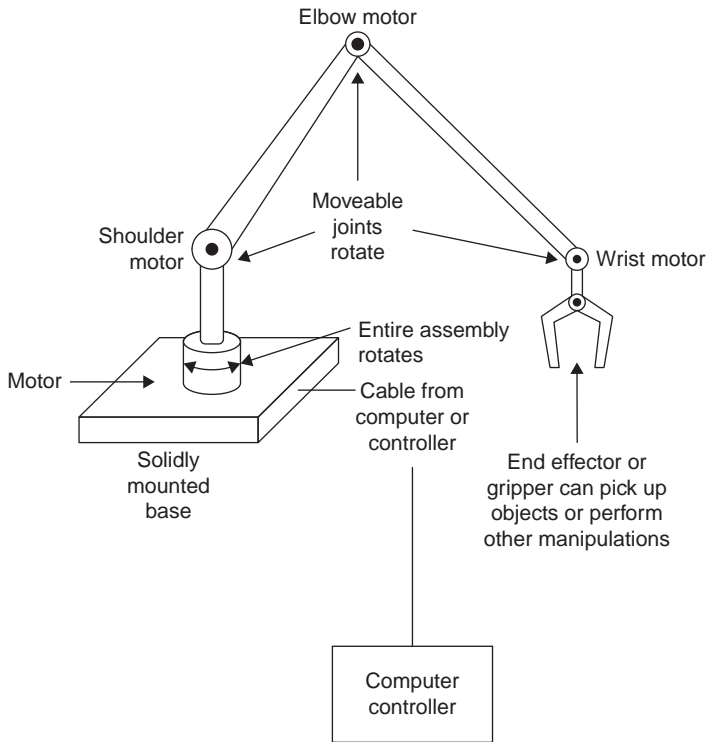 Elbow motor
Moveable
joints
rotate
Shoulder
motor
Wrist motor
Entire assembly
rotates
Motor
Cable from
computer or
controller
Solidly
mounted
base
End effector or
gripper can pick up
objects or perform
other manipulations
Computer
controller